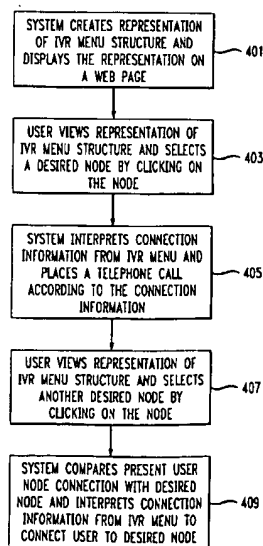 SYSTEM CREATES REPRESENTATION
OF IVR MENU STRUCTURE AND
DISPLAYS THE REPRESENTATION ON
A WEB PAGE
401
USER VIEWS REPRESENTATION OF
IVR MENU STRUCTURE AND SELECTS
A DESIRED NODE BY CLICKING ON
THE NODE
403
SYSTEM INTERPRETS CONNECTION
INFORMATION FROM IVR MENU AND
PLACES A TELEPHONE CALL
ACCORDING TO THE CONNECTION
INFORMATION
405
USER VIEWS REPRESENTATION OF
IVR MENU STRUCTURE AND SELECTS
ANOTHER DESIRED NODE BY
CLICKING ON THE NODE
407
SYSTEM COMPARES PRESENT USER
NODE CONNECTION WITH DESIRED
NODE AND INTERPRETS CONNECTION
INFORMATION FROM IVR MENU TO
CONNECT USER TO DESIRED NODE
409